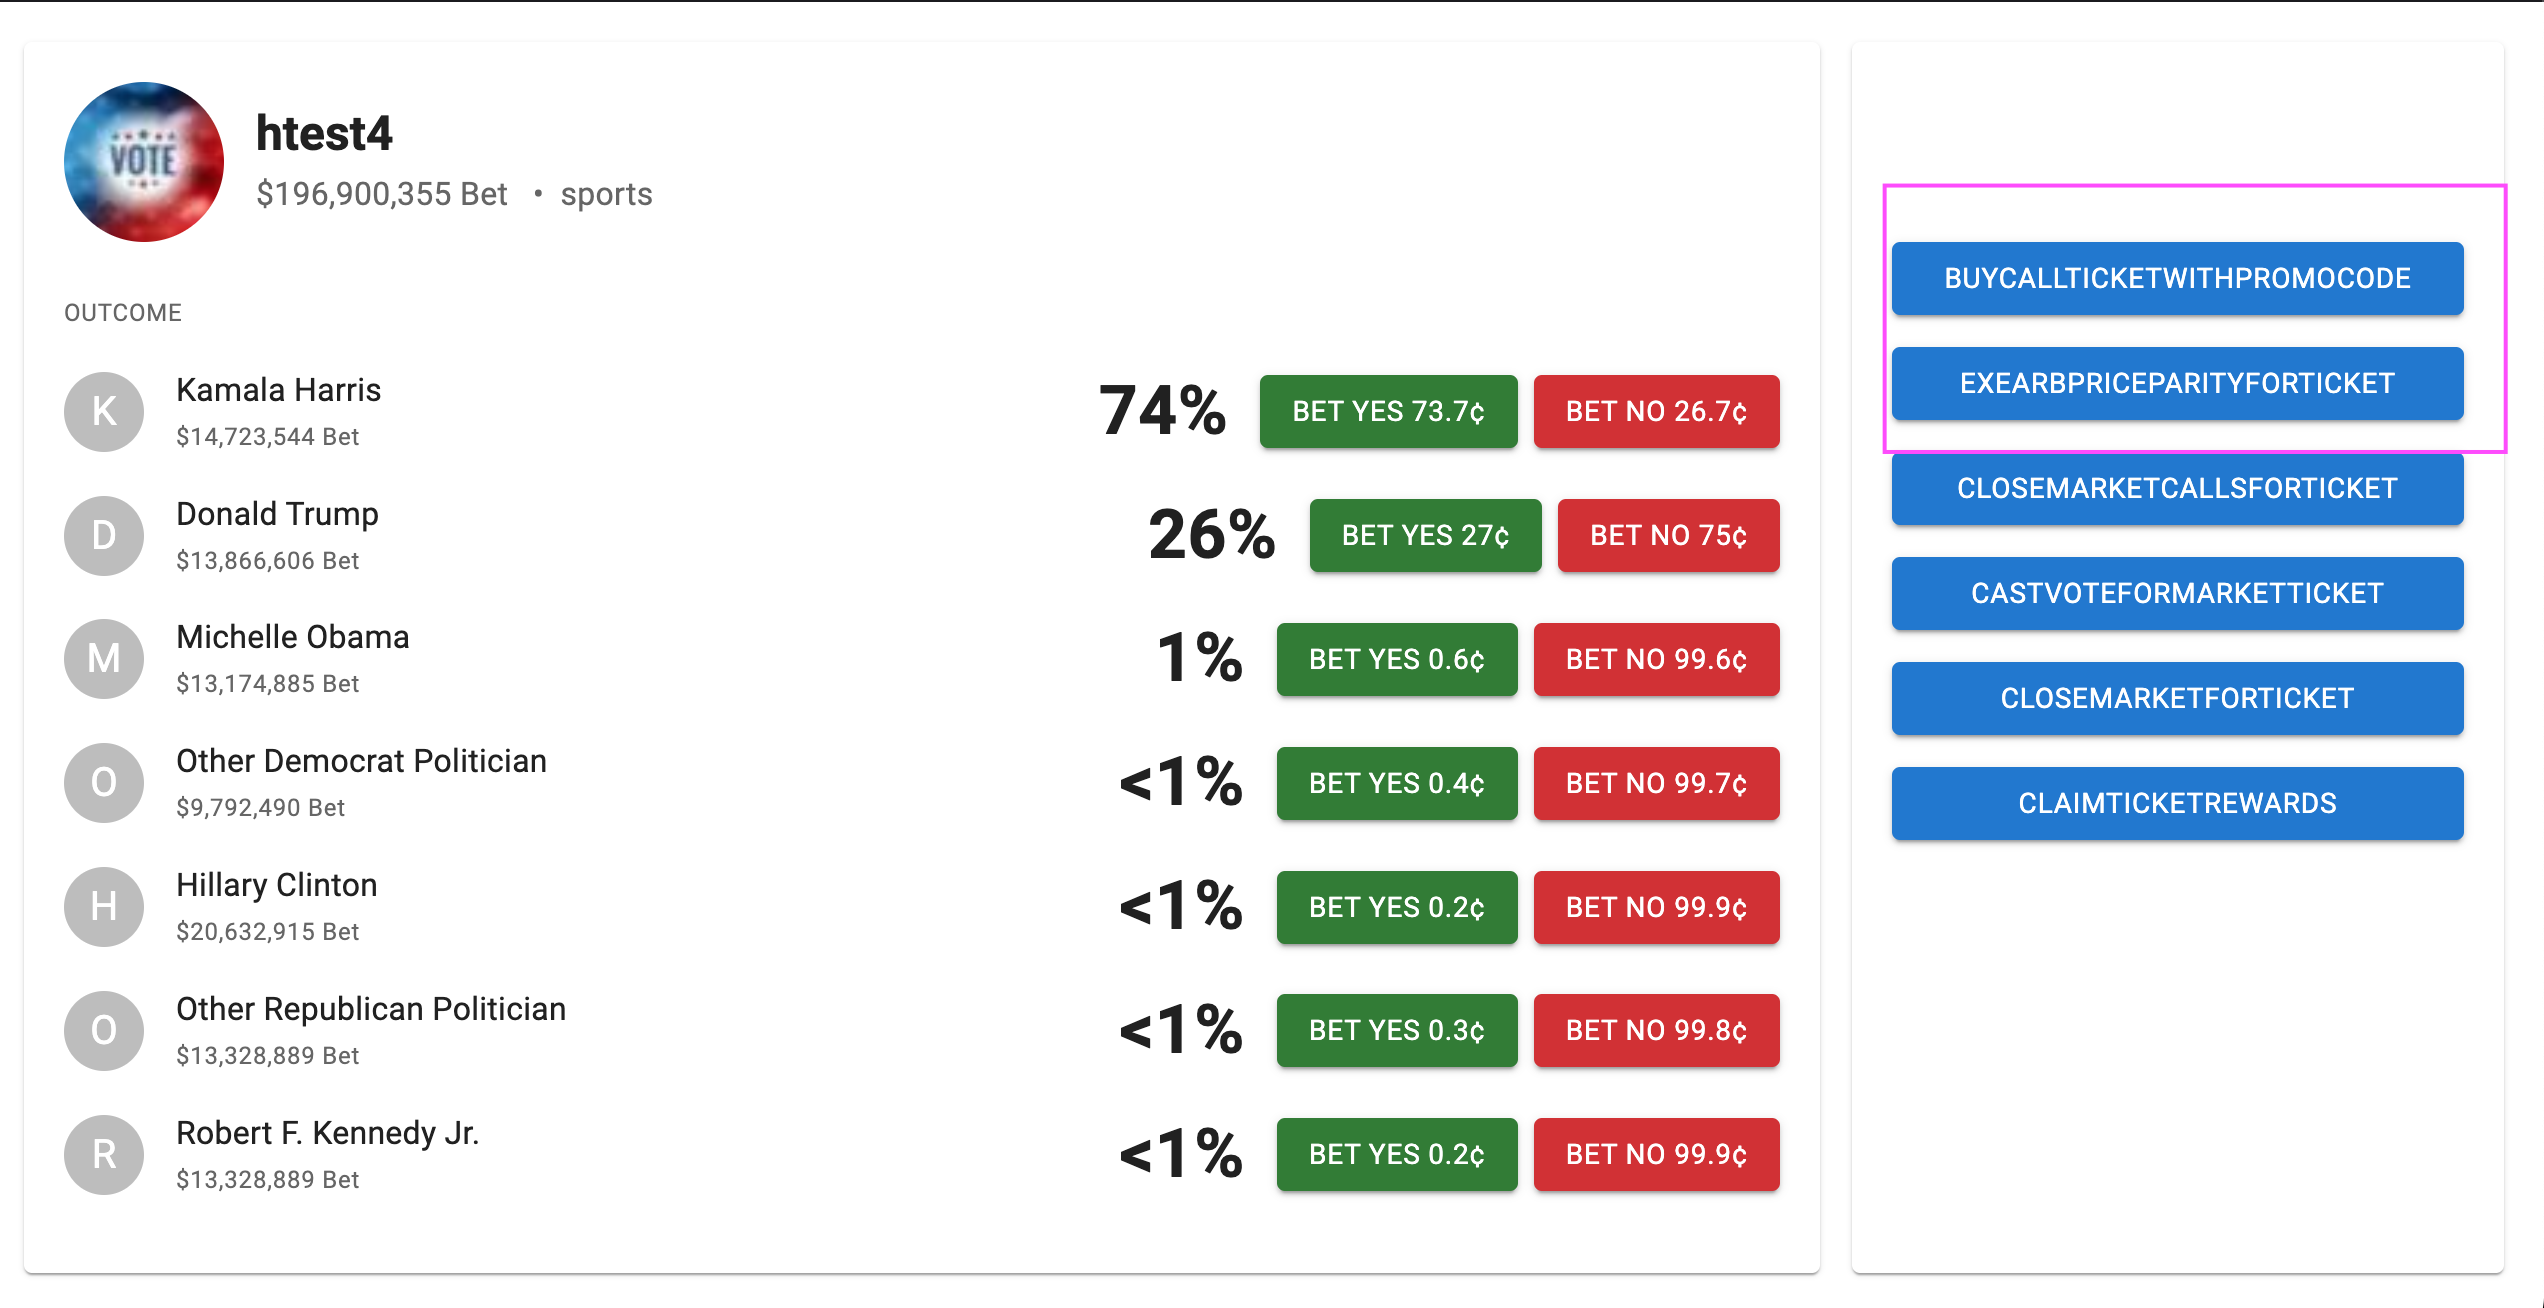 VOTE
htest4
$196,900,355 Bet • sports
OUTCOME
K
Kamala Harris
$14,723,544 Bet
74%
BET YES 73.7¢
BET NO 26.7¢
D
Donald Trump
$13,866,606 Bet
26%
BET YES 27¢
BET NO 75¢
M
Michelle Obama
$13,174,885 Bet
1%
BET YES 0.6¢
BET NO 99.6¢
O
Other Democrat Politician
$9,792,490 Bet
<1%
BET YES 0.4¢
BET NO 99.7¢
H
Hillary Clinton
$20,632,915 Bet
<1%
BET YES 0.2¢
BET NO 99.9¢
O
Other Republican Politician
$13,328,889 Bet
<1%
BET YES 0.3¢
BET NO 99.8¢
R
Robert F. Kennedy Jr.
$13,328,889 Bet
<1%
BET YES 0.2¢
BET NO 99.9¢
BUYCALLTICKETWITHPROMOCODE
EXEARBPRICEPARITYFORTICKET
CLOSEMARKETCALLSFORTICKET
CASTVOTEFORMARKETTICKET
CLOSEMARKETFORTICKET
CLAIMTICKETREWARDS